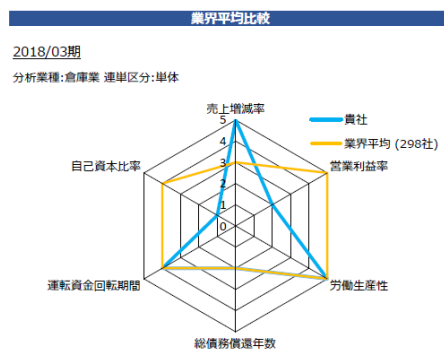 業界平均比較
2018/03期
分析業種:倉庫業 連単区分:単体
売上増減率
貴社
業界平均 (298社)
5
4
3
2
1
0
自己資本比率
営業利益率
運転資金回転期間
労働生産性
総債務償還年数